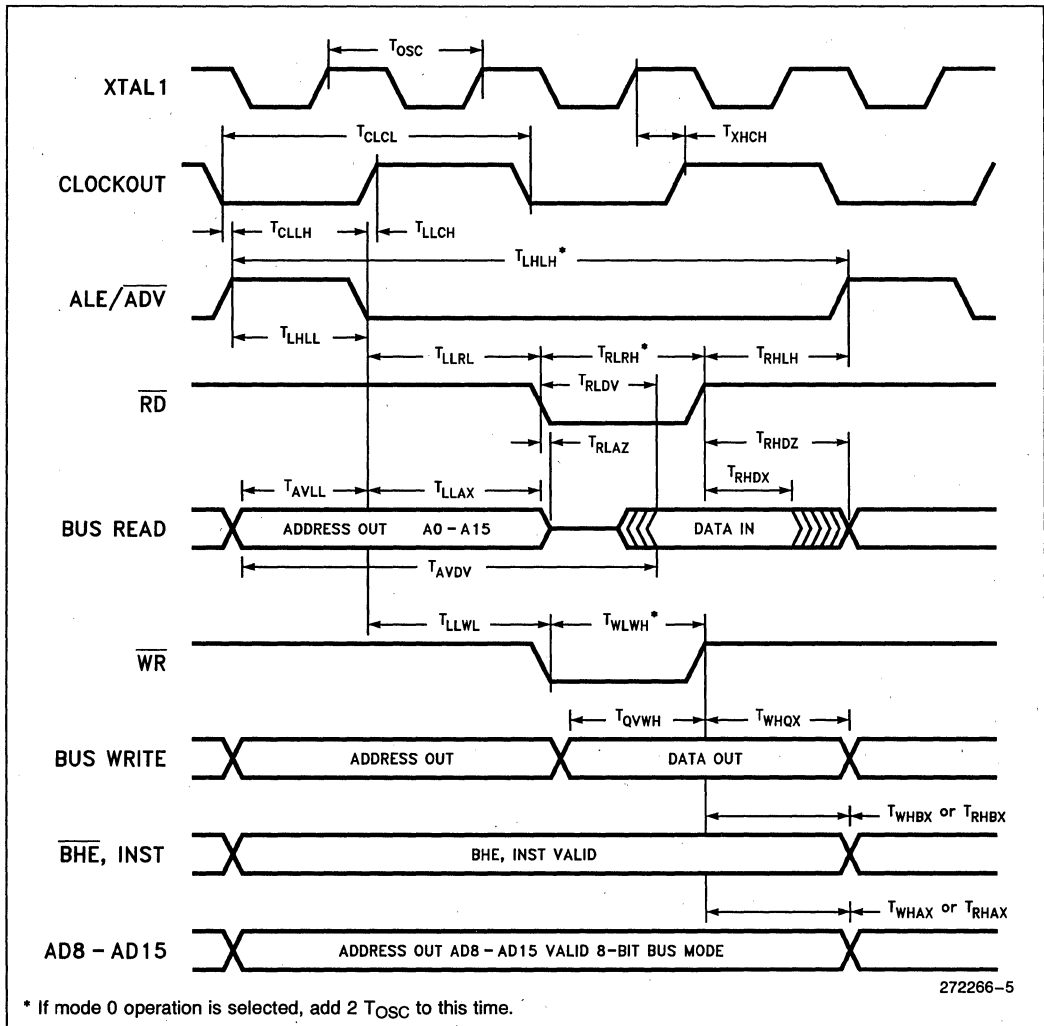 T_OSC
XTAL1
T_CLCL
T_XHCH
CLOCKOUT
T_CLLH
T_LLCH
T_LHLH*
ALE/ADV
T_LHLL
T_LLRL
T_RLRH*
T_RHLH
T_RLDV
RD
T_RLAZ
T_RHDZ
T_RHDX
T_AVLL
T_LLAX
BUS READ
ADDRESS OUT A0-A15
DATA IN
T_AVDV
T_LLWL
T_WLWH*
WR
T_QVWH
T_WHQX
BUS WRITE
ADDRESS OUT
DATA OUT
T_WHBX or T_RHBX
BHE, INST
BHE, INST VALID
T_WHAX or T_RHAX
AD8 – AD15
ADDRESS OUT AD8 – AD15 VALID 8-BIT BUS MODE
272266–5
* If mode 0 operation is selected, add 2 T_OSC to this time.